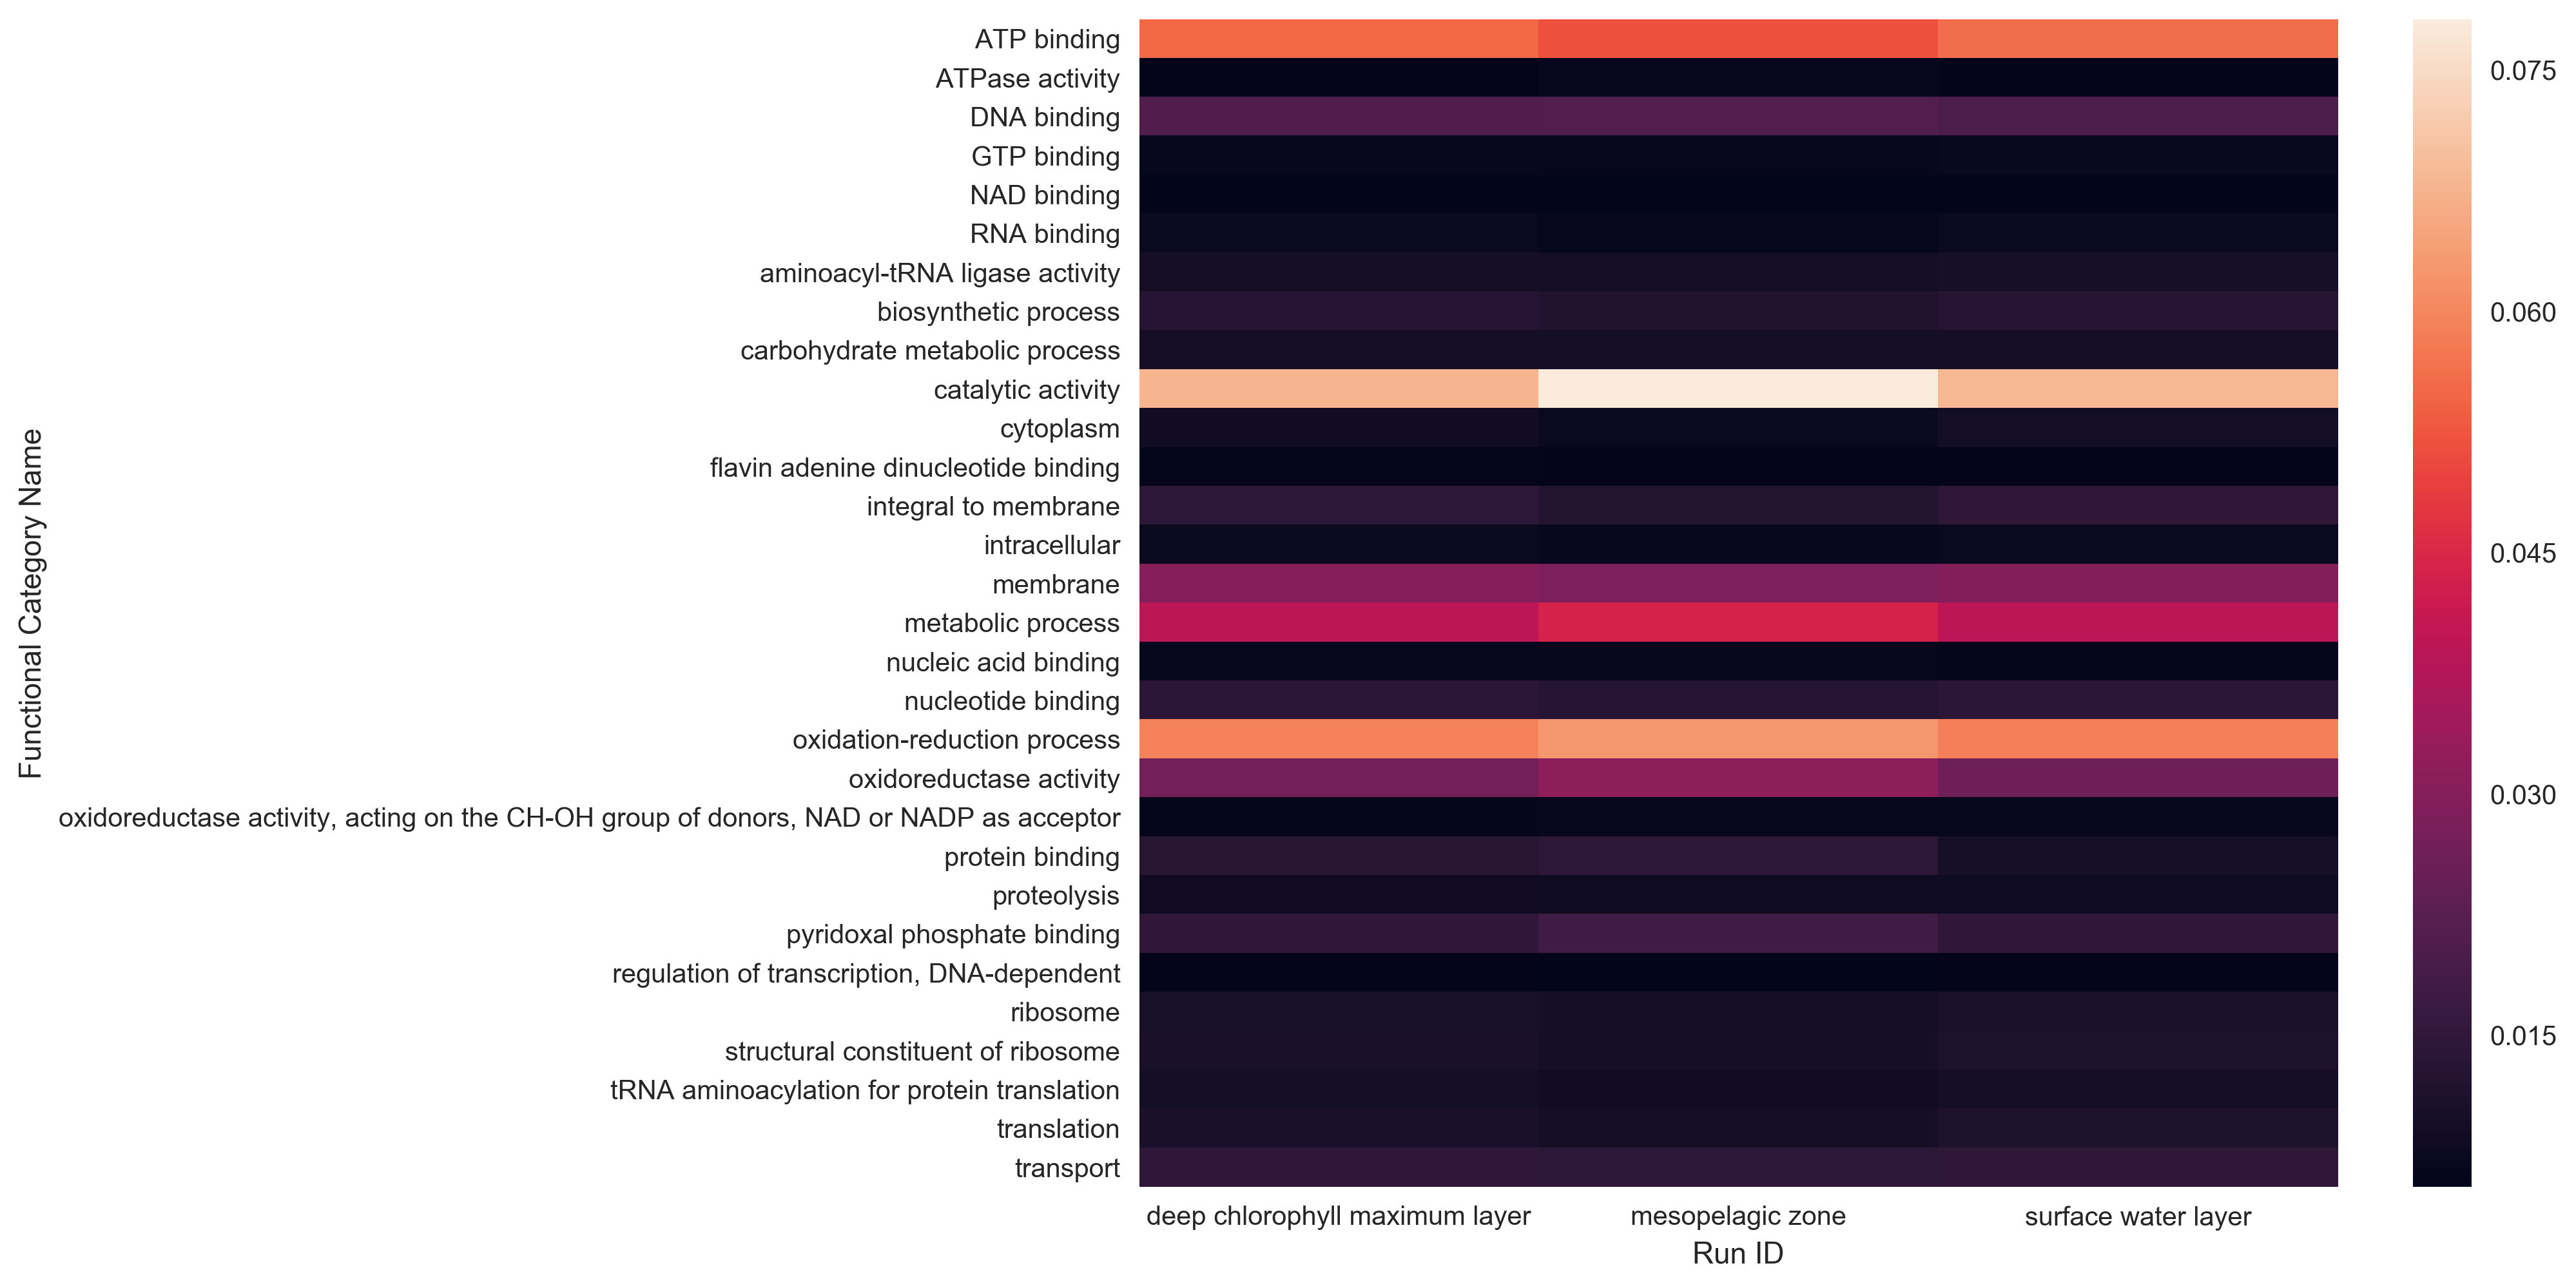 ATP binding
ATPase activity
DNA binding
GTP binding
NAD binding
RNA binding
aminoacyl-tRNA ligase activity
biosynthetic process
carbohydrate metabolic process
catalytic activity
cytoplasm
flavin adenine dinucleotide binding
integral to membrane
intracellular
membrane
metabolic process
nucleic acid binding
nucleotide binding
oxidation-reduction process
oxidoreductase activity
oxidoreductase activity, acting on the CH-OH group of donors, NAD or NADP as acceptor
protein binding
proteolysis
pyridoxal phosphate binding
regulation of transcription, DNA-dependent
ribosome
structural constituent of ribosome
tRNA aminoacylation for protein translation
translation
transport
Functional Category Name
deep chlorophyll maximum layer
mesopelagic zone
surface water layer
Run ID
0.075
0.060
0.045
0.030
0.015